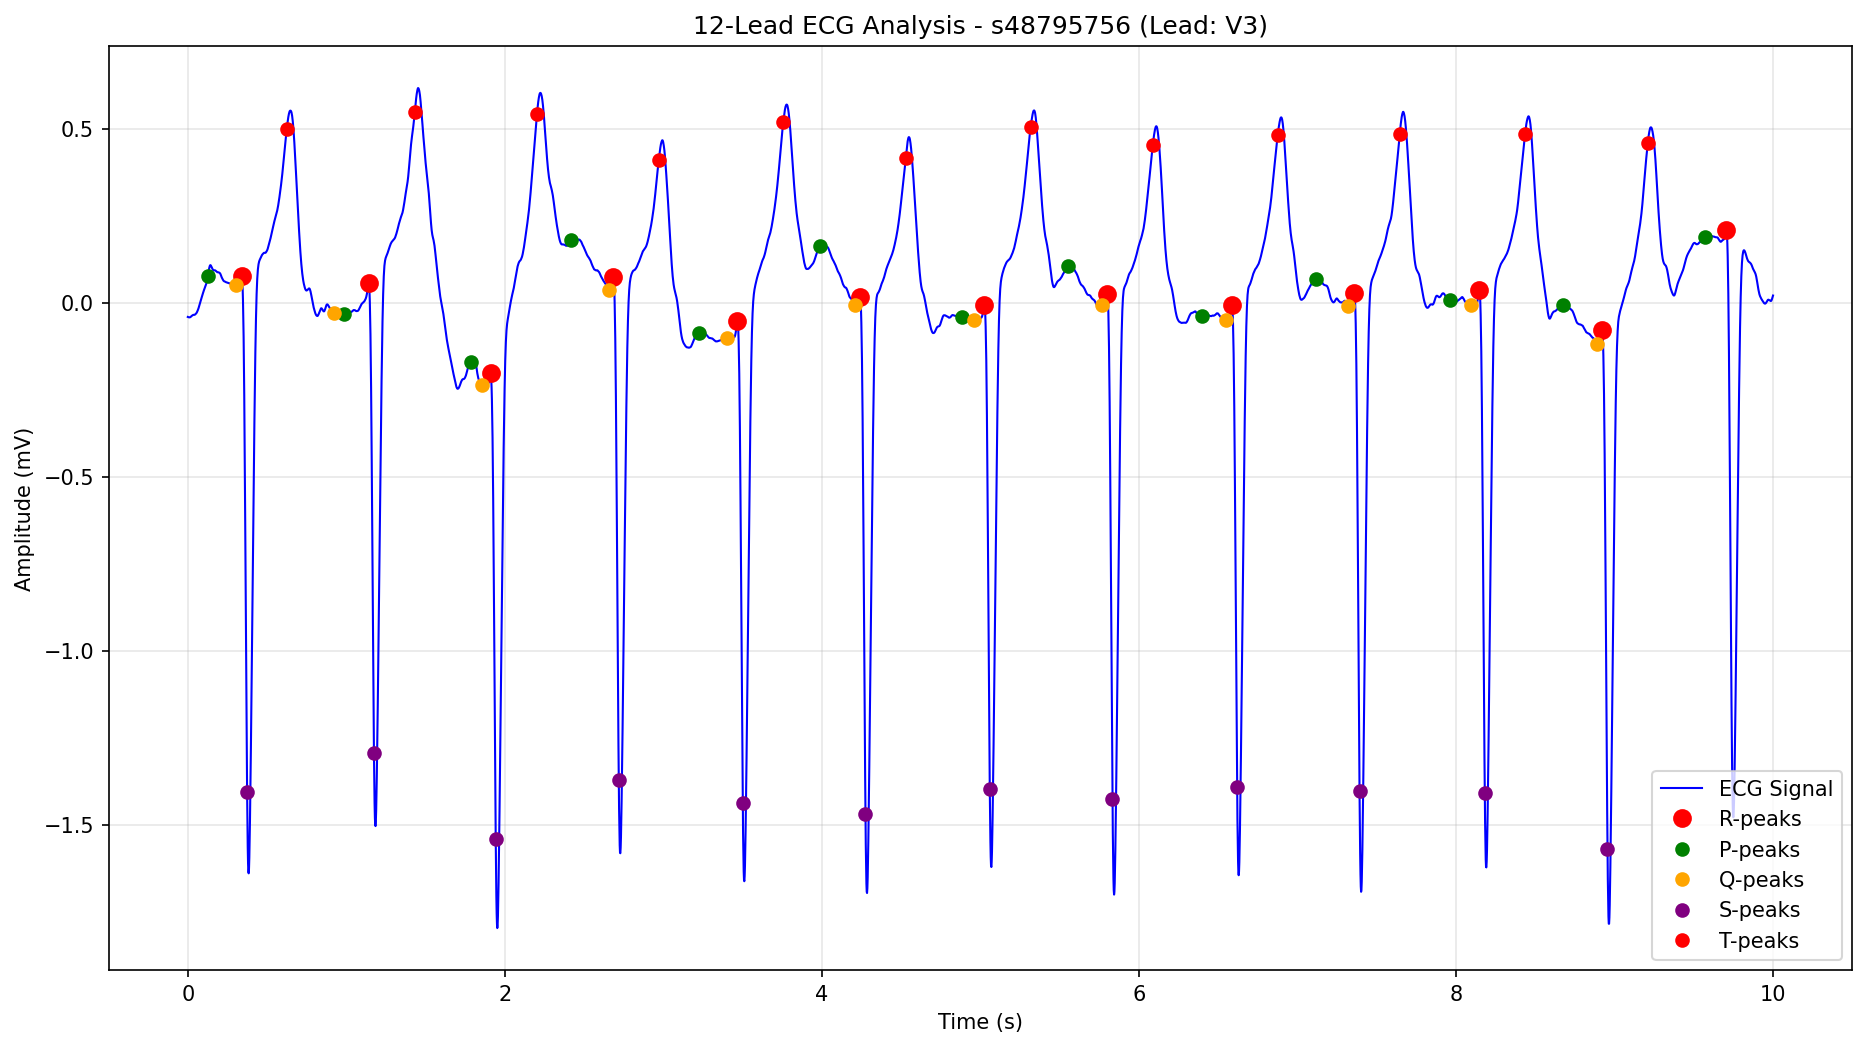 12-Lead ECG Analysis - s48795756 (Lead: V3)
Amplitude (mV)
0.5
0.0
−0.5
−1.0
−1.5
0 2 4 6 8 10
Time (s)
ECG Signal
R-peaks
P-peaks
Q-peaks
S-peaks
T-peaks